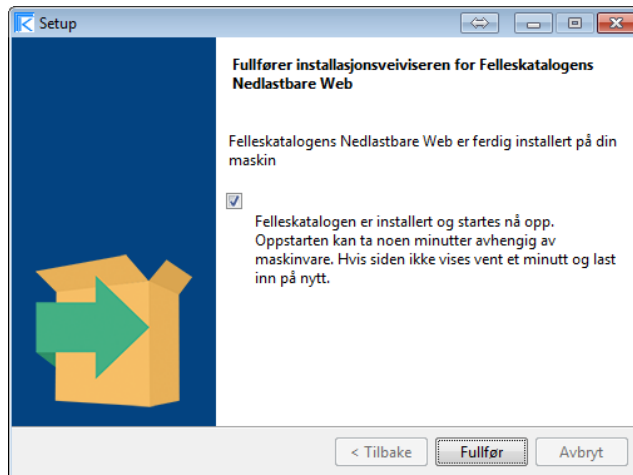 Setup
Fullfører installasjonsveiviseren for Felleskatalogens
Nedlastbare Web
Felleskatalogens Nedlastbare Web er ferdig installert på din
maskin
Felleskatalogen er installert og startes nå opp.
Oppstarten kan ta noen minutter avhengig av
maskinvare. Hvis siden ikke vises vent et minutt og last
inn på nytt.
< Tilbake
Fullfør
Avbryt